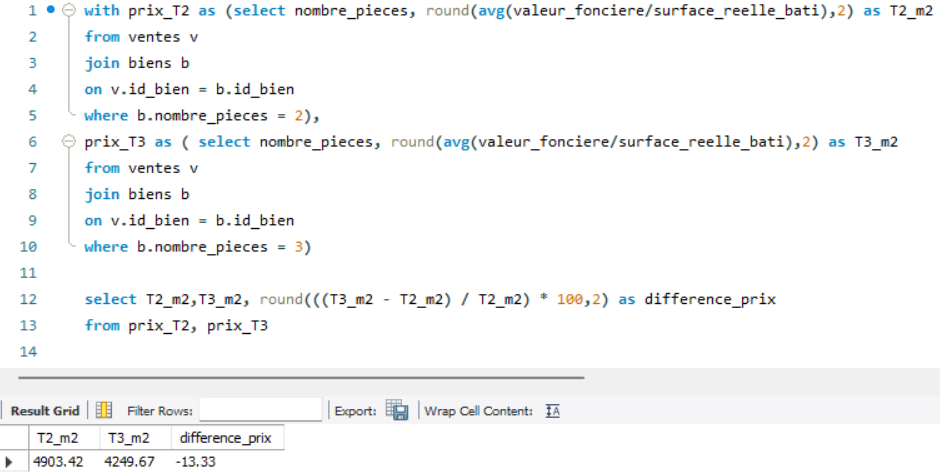 1 with prix_T2 as (select nombre_pieces, round(avg(valeur_fonciere/surface_reelle_bati),2) as T2_m2
2 from ventes v
3 join biens b
4 on v.id_bien = b.id_bien
5 where b.nombre_pieces = 2),
6 prix_T3 as ( select nombre_pieces, round(avg(valeur_fonciere/surface_reelle_bati),2) as T3_m2
7 from ventes v
8 join biens b
9 on v.id_bien = b.id_bien
10 where b.nombre_pieces = 3)
11
12 select T2_m2,T3_m2, round(((T3_m2 - T2_m2) / T2_m2) * 100,2) as difference_prix
13 from prix_T2, prix_T3
14
Result Grid Filter Rows: Export: Wrap Cell Content: IA
T2_m2 T3_m2 difference_prix
4903.42 4249.67 -13.33